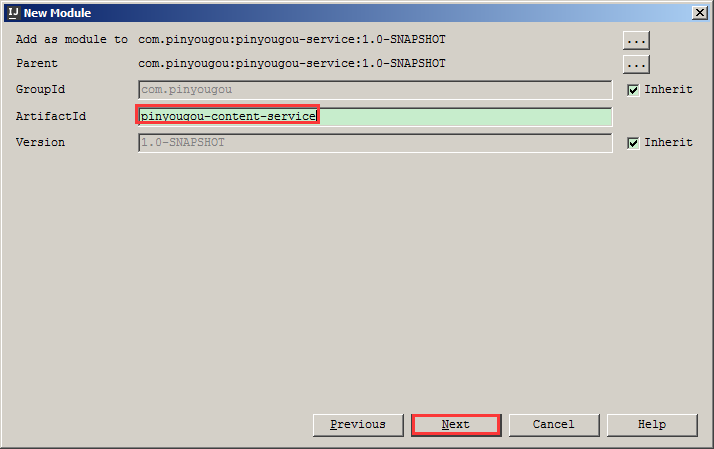 IJ New Module
Add as module to com.pinyougou:pinyougou-service:1.0-SNAPSHOT ...
Parent com.pinyougou:pinyougou-service:1.0-SNAPSHOT ...
GroupId com.pinyougou Inherit
ArtifactId pinyougou-content-service
Version 1.0-SNAPSHOT Inherit
Previous Next Cancel Help